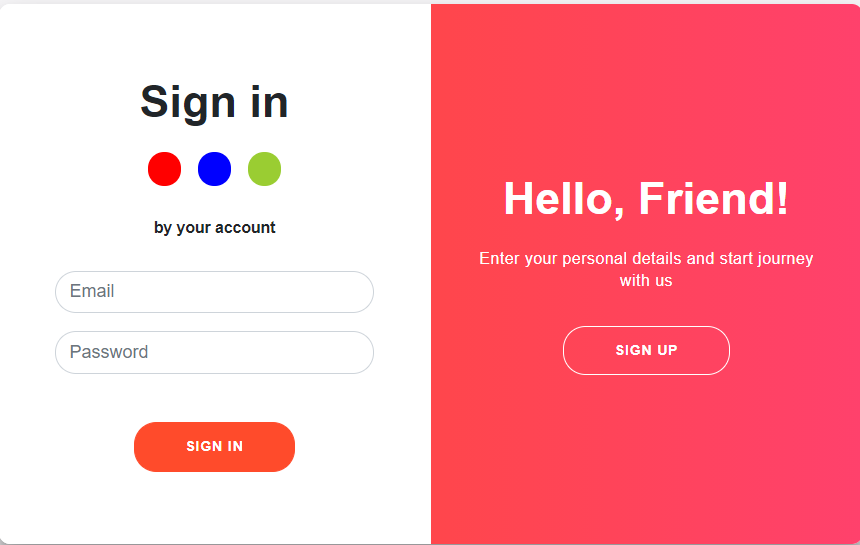 Sign in
by your account
Email
Password
SIGN IN
Hello, Friend!
Enter your personal details and start journey
with us
SIGN UP